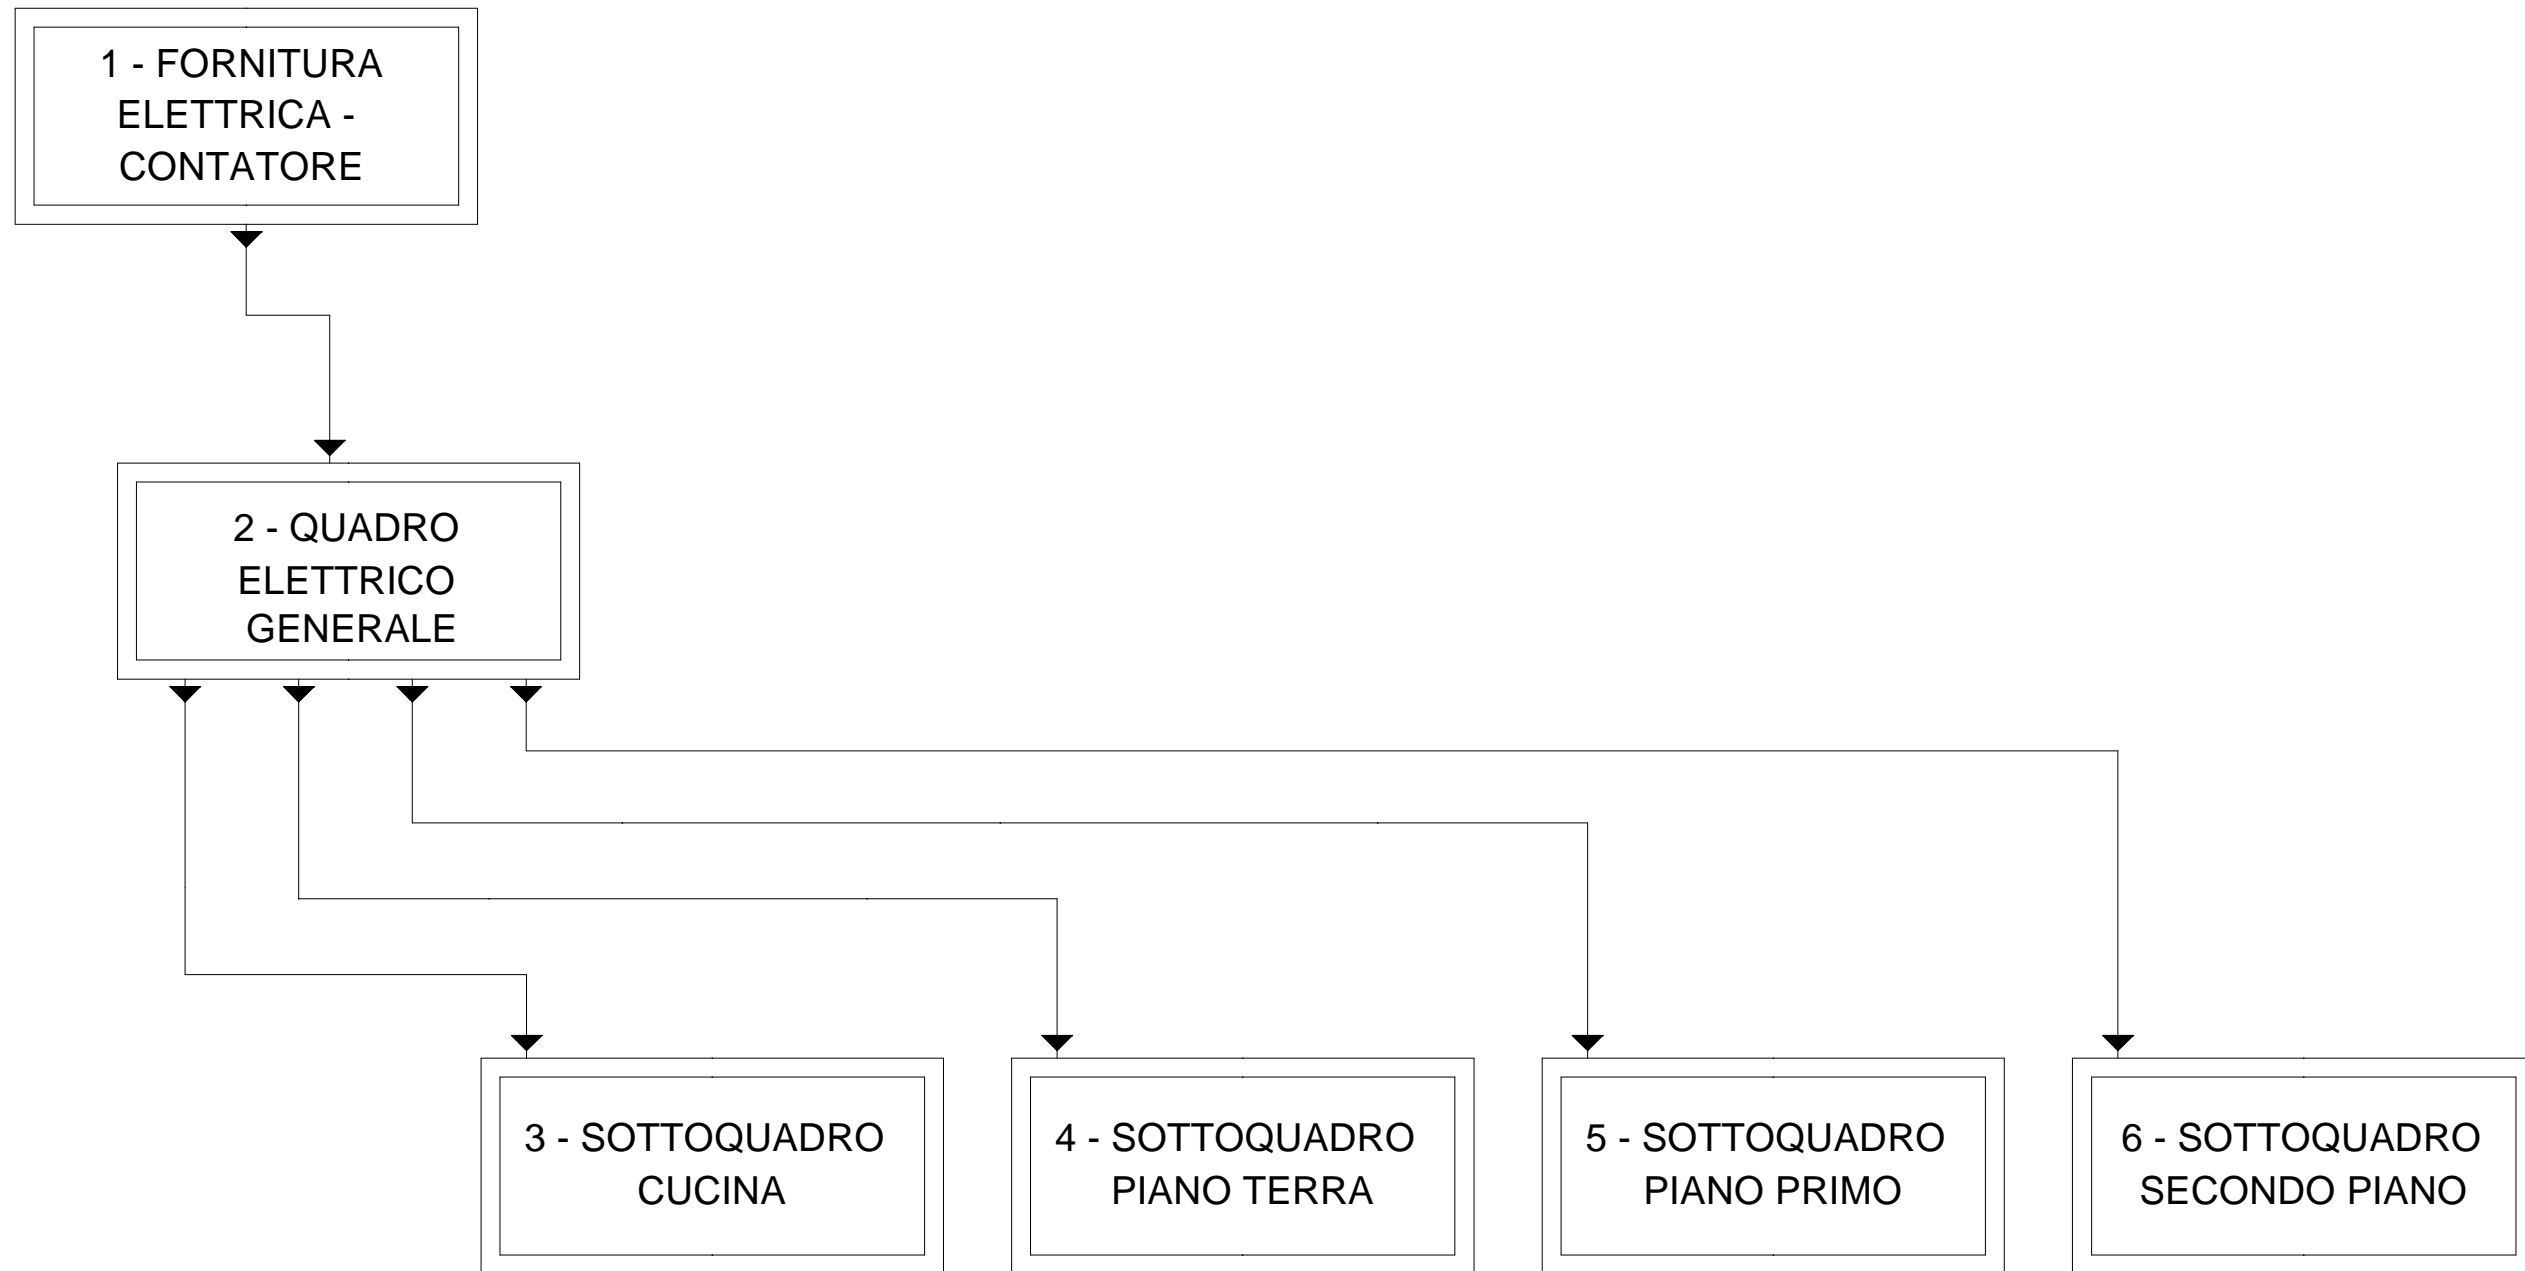 1 - FORNITURA
ELETTRICA -
CONTATORE
2 - QUADRO
ELETTRICO
GENERALE
3 - SOTTOQUADRO
CUCINA
4 - SOTTOQUADRO
PIANO TERRA
5 - SOTTOQUADRO
PIANO PRIMO
6 - SOTTOQUADRO
SECONDO PIANO